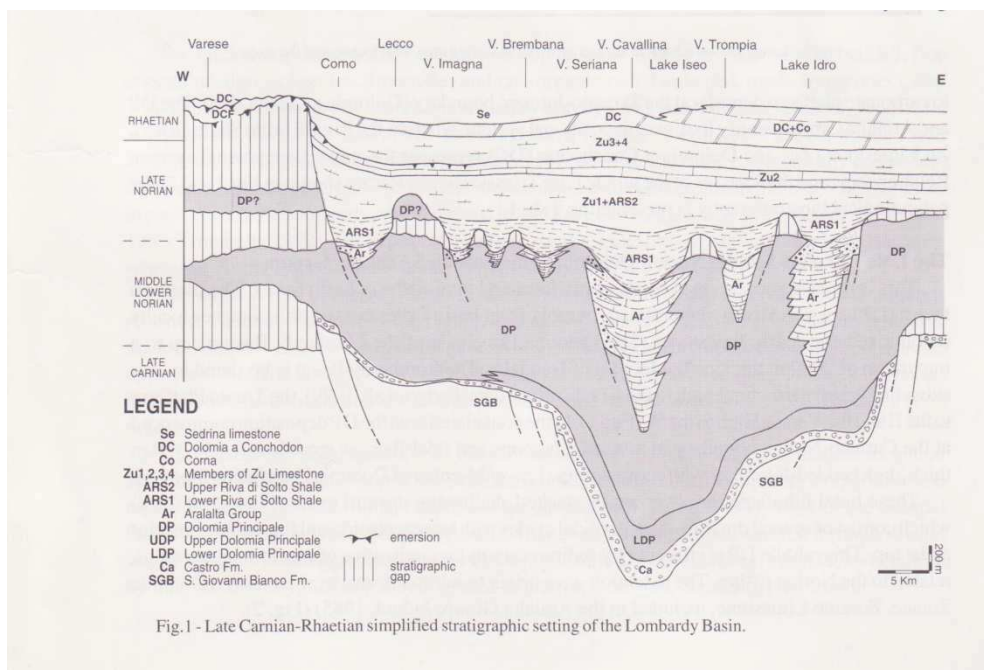 Varese Lecco V. Brembana V. Cavallina V. Trompia
Como V. Imagna V. Seriana Lake Iseo Lake Idro
W E
RHAETIAN
DC
DCF
Se DC DC+Co
Zu3+4
Zu2
LATE
NORIAN
DP? DP? Zu1+ARS2
ARS1 ARS1 ARS1
Ar DP
MIDDLE
LOWER
NORIAN
Ar Ar Ar
DP DP
LATE
CARNIAN
SGB SGB
LDP
Ca
LEGEND
Se Sedrina limestone
DC Dolomia a Conchodon
Co Corna
Zu1,2,3,4 Members of Zu Limestone
ARS2 Upper Riva di Solto Shale
ARS1 Lower Riva di Solto Shale
Ar Aralalta Group
DP Dolomia Principale
UDP Upper Dolomia Principale
LDP Lower Dolomia Principale
Ca Castro Fm.
SGB S. Giovanni Bianco Fm.
emersion
stratigraphic
gap
200 m
5 Km
Fig.1 - Late Carnian-Rhaetian simplified stratigraphic setting of the Lombardy Basin.